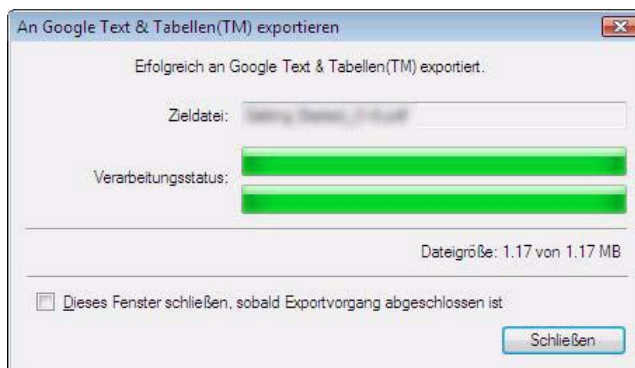 An Google Text & Tabellen(TM) exportieren
Erfolgreich an Google Text & Tabellen(TM) exportiert.
Zieldatei:
Verarbeitungsstatus:
Dateigröße: 1.17 von 1.17 MB
Dieses Fenster schließen, sobald Exportvorgang abgeschlossen ist
Schließen